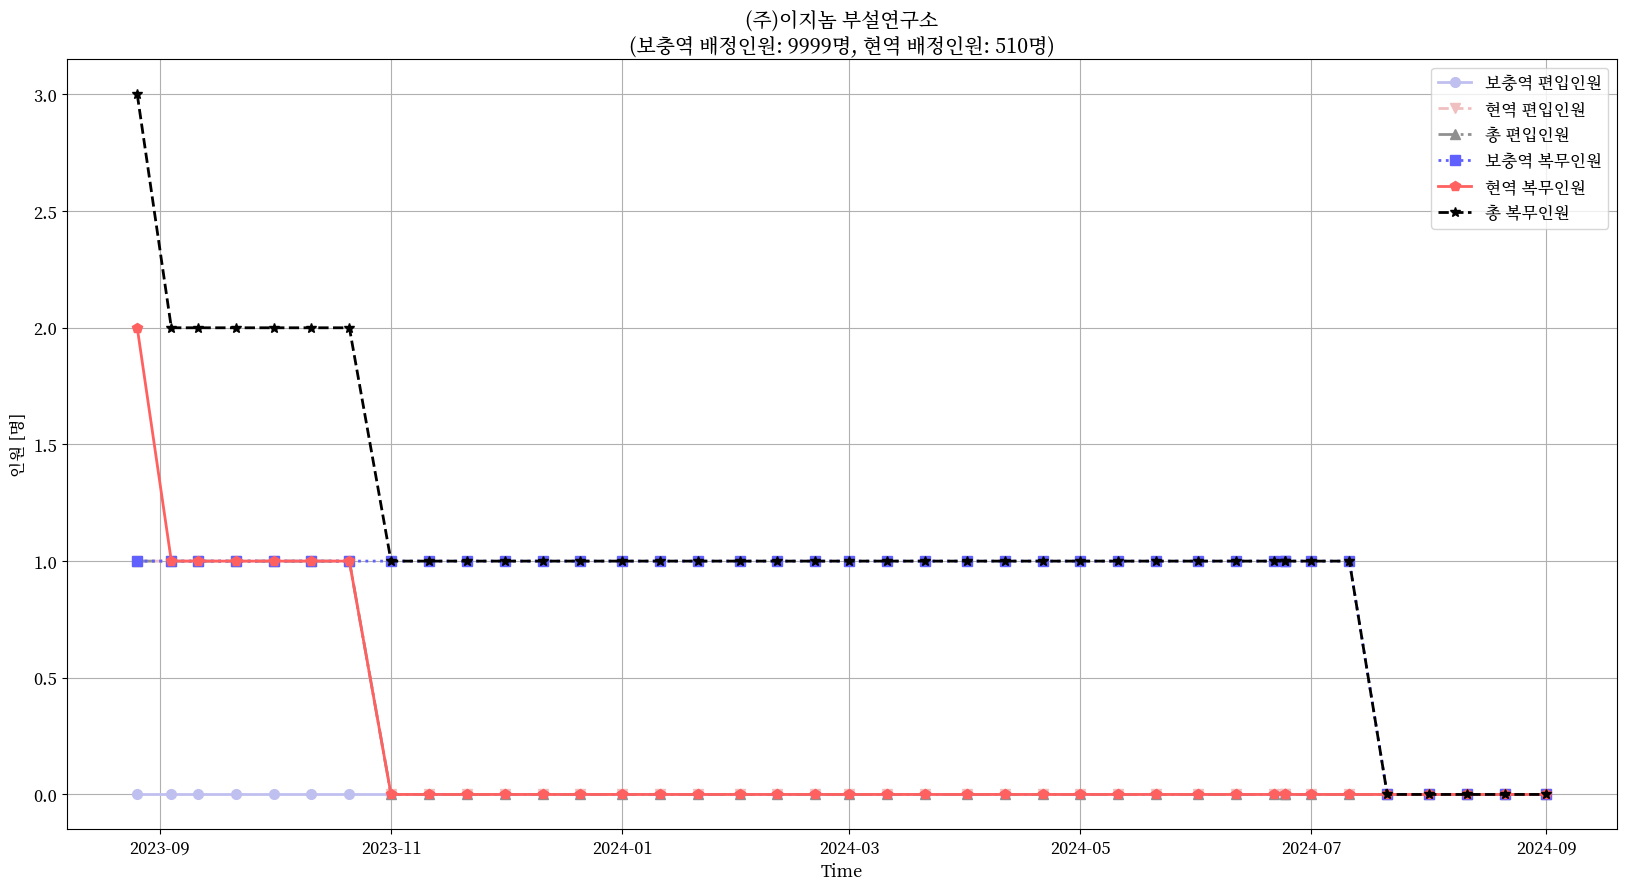 (주)이지놈 부설연구소
(보충역 배정인원: 9999명, 현역 배정인원: 510명)
보충역 편입인원
현역 편입인원
총 편입인원
보충역 복무인원
현역 복무인원
총 복무인원
3.0
2.5
2.0
1.5
1.0
0.5
0.0
인원 [명]
2023-09
2023-11
2024-01
2024-03
2024-05
2024-07
2024-09
Time